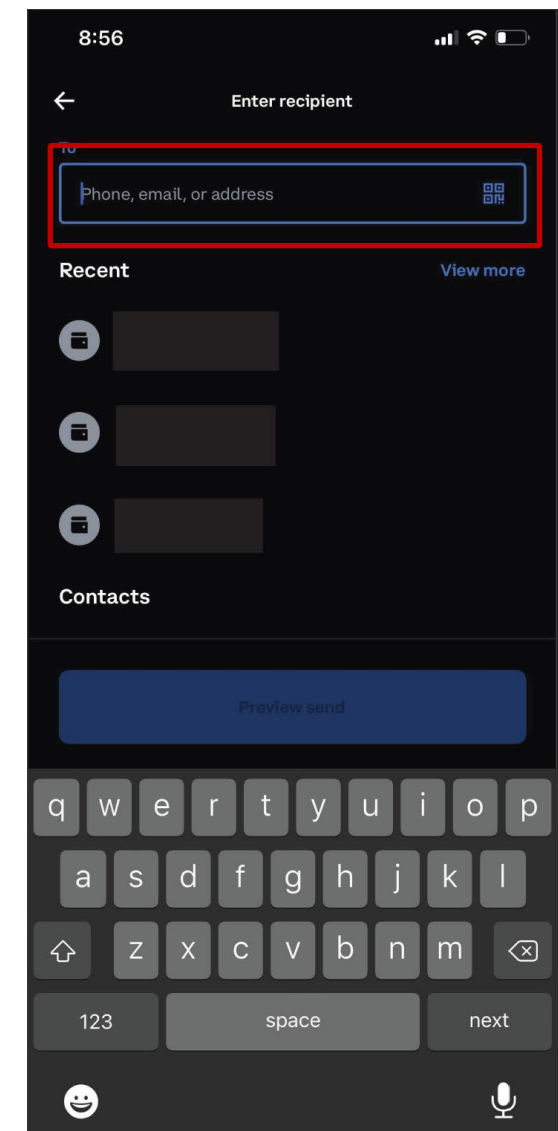 8:56
Enter recipient
To
Phone, email, or address
Recent
View more
Contacts
Preview send
q w e r t y u i o p
a s d f g h j k l
z x c v b n m
123 space next